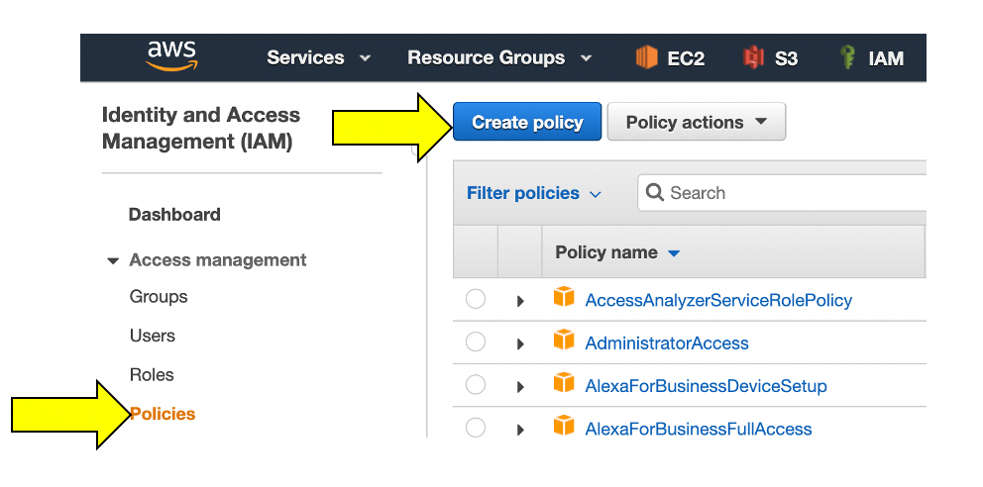 aws Services Resource Groups EC2 S3 IAM
Identity and Access
Management (IAM)
Dashboard
Access management
Groups
Users
Roles
Policies
Create policy Policy actions
Filter policies Search
Policy name
AccessAnalyzerServiceRolePolicy
AdministratorAccess
AlexaForBusinessDeviceSetup
AlexaForBusinessFullAccess